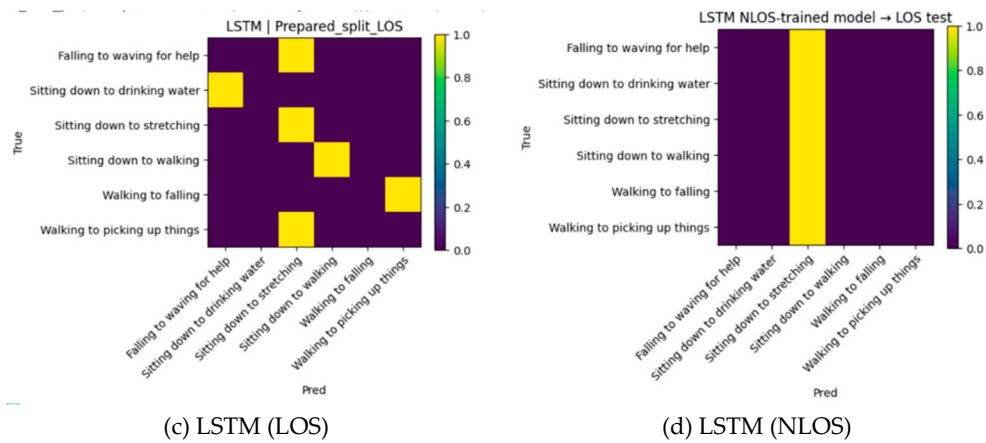 LSTM | Prepared_split_LOS
True
Falling to waving for help
Sitting down to drinking water
Sitting down to stretching
Sitting down to walking
Walking to falling
Walking to picking up things
1.0
0.8
0.6
0.4
0.2
0.0
Falling to waving for help
Sitting down to drinking water
Sitting down to stretching
Sitting down to walking
Walking to falling
Walking to picking up things
Pred
(c) LSTM (LOS)
LSTM NLOS-trained model → LOS test
True
Falling to waving for help
Sitting down to drinking water
Sitting down to stretching
Sitting down to walking
Walking to falling
Walking to picking up things
1.0
0.8
0.6
0.4
0.2
0.0
Falling to waving for help
Sitting down to drinking water
Sitting down to stretching
Sitting down to walking
Walking to falling
Walking to picking up things
Pred
(d) LSTM (NLOS)